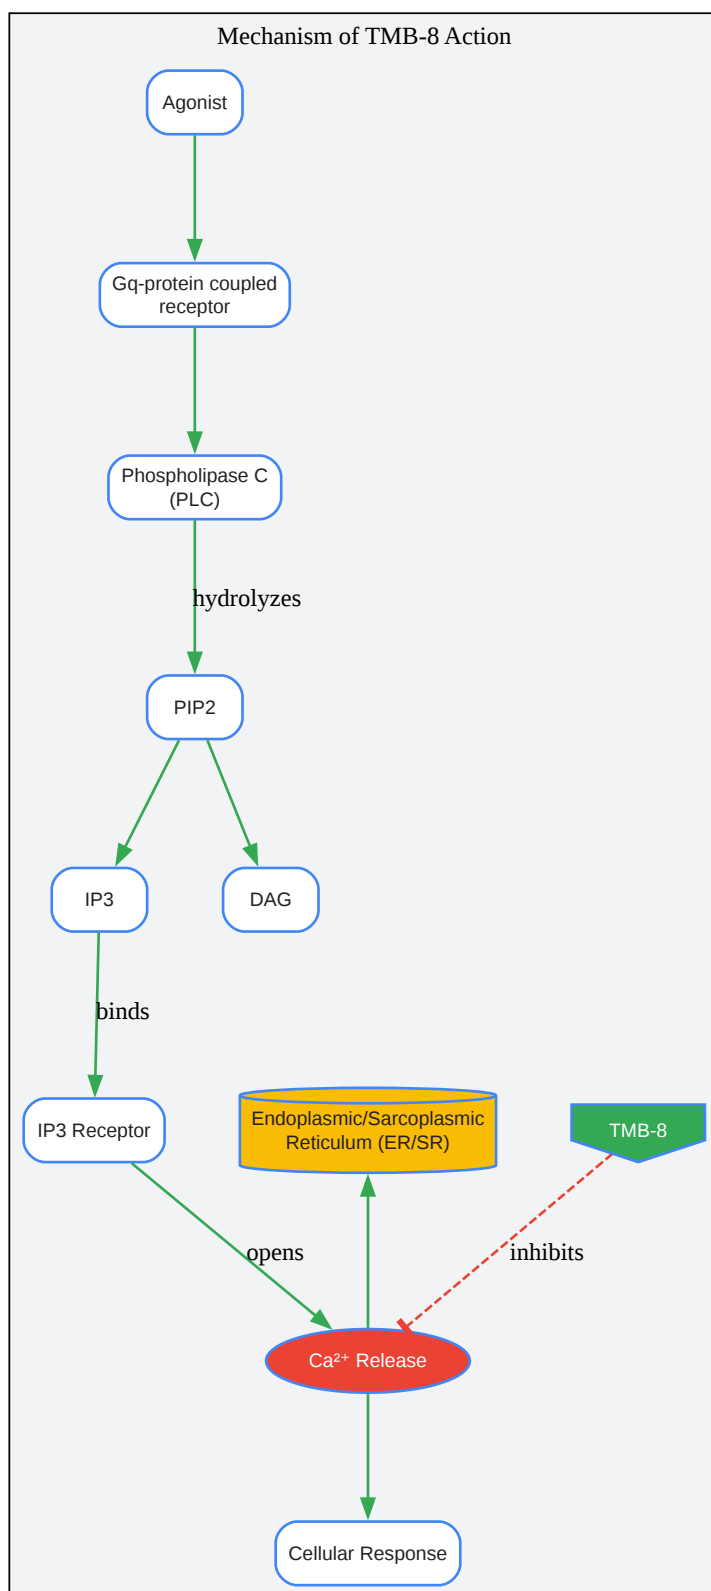 Mechanism of TMB-8 Action
Agonist
Gq-protein coupled
receptor
Phospholipase C
(PLC)
hydrolyzes
PIP2
IP3
DAG
binds
IP3 Receptor
Endoplasmic/Sarcoplasmic
Reticulum (ER/SR)
TMB-8
opens
inhibits
Ca²⁺ Release
Cellular Response